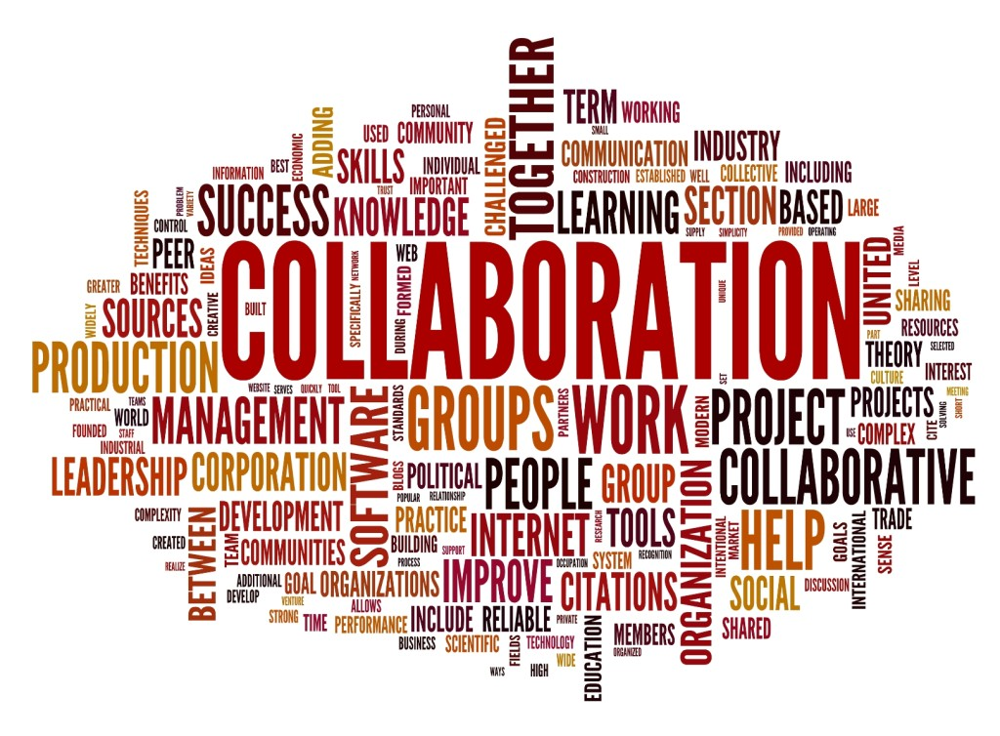 TOGETHER
TERM
WORKING
SMALL
PERSONAL
USED
COMMUNITY
ADDING
ECONOMIC
BEST
INFORMATION
SKILLS
INDIVIDUAL
TRUST
IMPORTANT
CHALLENGED
COMMUNICATION
INDUSTRY
CONSTRUCTION
ESTABLISHED
WELL
COLLECTIVE
INCLUDING
TECHNIQUES
PROBLEM
VARIETY
CONTROL
SUCCESS
KNOWLEDGE
LEARNING
SECTION
BASED
LARGE
SUPPLY
SIMPLICITY
PROVIDED
OPERATING
PEER
IDEAS
WEB
NETWORK
SPECIFICALLY
FORMED
DURING
COLLABORATION
BUILT
UNIQUE
UNITED
MEDIA
LEVEL
GREATER
BENEFITS
WIDELY
SOURCES
CREATIVE
SHARING
RESOURCES
PART
SELECTED
PRODUCTION
THEORY
CULTURE
INTEREST
WEBSITE
SERVES
QUICKLY
TOOL
SET
PRACTICAL
TEAMS
WORLD
MANAGEMENT
SOFTWARE
STANDARDS
GROUPS
PARTNERS
WORK
MODERN
PROJECT
PROJECTS
MEETING
SHORT
SOLVING
CITE
FOUNDED
STAFF
INDUSTRIAL
USE
COMPLEX
LEADERSHIP
CORPORATION
BLOGS
POLITICAL
PEOPLE
GROUP
COLLABORATIVE
POPULAR
RELATIONSHIP
COMPLEXITY
BETWEEN
DEVELOPMENT
PRACTICE
INTERNET
RESEARCH
TOOLS
ORGANIZATION
INTENTIONAL
MARKET
HELP
GOALS
INTERNATIONAL
TRADE
SENSE
CREATED
TEAM
COMMUNITIES
BUILDING
SUPPORT
PROCESS
RECOGNITION
REALIZE
OCCUPATION
SYSTEM
ADDITIONAL
DEVELOP
GOAL
ORGANIZATIONS
IMPROVE
CITATIONS
SOCIAL
DISCUSSION
VENTURE
ALLOWS
STRONG
TIME
PERFORMANCE
INCLUDE
RELIABLE
PRIVATE
EDUCATION
MEMBERS
ORGANIZED
SHARED
BUSINESS
SCIENTIFIC
FIELDS
TECHNOLOGY
WIDE
WAYS
HIGH